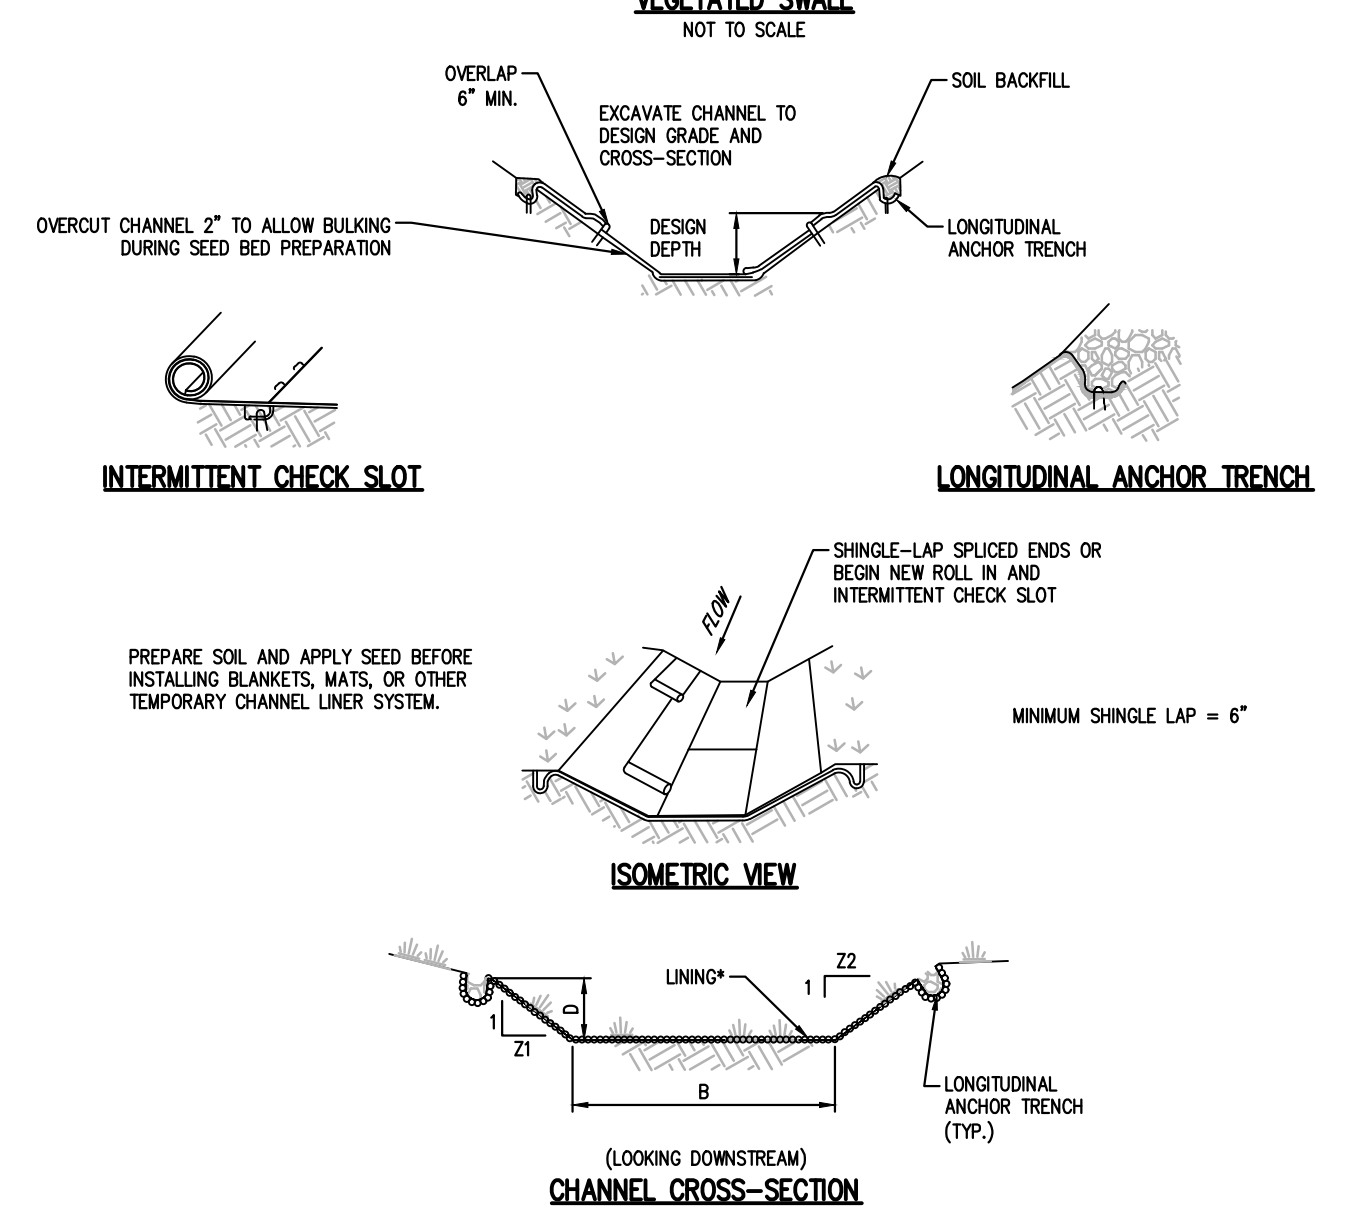 VEGETATED SWALE
NOT TO SCALE
OVERLAP
6" MIN.
EXCAVATE CHANNEL TO
DESIGN GRADE AND
CROSS-SECTION
SOIL BACKFILL
OVERCUT CHANNEL 2" TO ALLOW BULKING
DURING SEED BED PREPARATION
DESIGN
DEPTH
LONGITUDINAL
ANCHOR TRENCH
INTERMITTENT CHECK SLOT
LONGITUDINAL ANCHOR TRENCH
SHINGLE-LAP SPLICED ENDS OR
BEGIN NEW ROLL IN AND
INTERMITTENT CHECK SLOT
FLOW
PREPARE SOIL AND APPLY SEED BEFORE
INSTALLING BLANKETS, MATS, OR OTHER
TEMPORARY CHANNEL LINER SYSTEM.
MINIMUM SHINGLE LAP = 6"
ISOMETRIC VIEW
LINING*
Z2
1
D
1
Z1
B
LONGITUDINAL
ANCHOR TRENCH
(TYP.)
(LOOKING DOWNSTREAM)
CHANNEL CROSS-SECTION